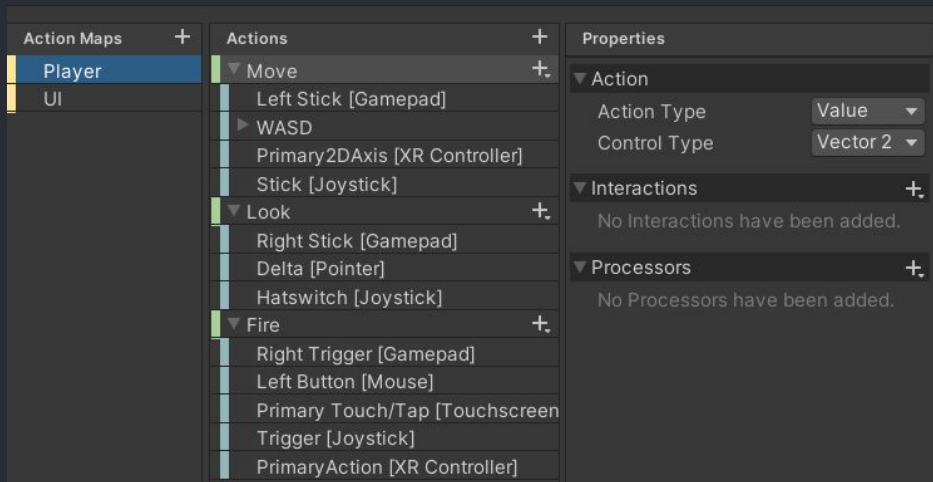 Action Maps
Player
UI
Actions
Move
Left Stick [Gamepad]
WASD
Primary2DAxis [XR Controller]
Stick [Joystick]
Look
Right Stick [Gamepad]
Delta [Pointer]
Hatswitch [Joystick]
Fire
Right Trigger [Gamepad]
Left Button [Mouse]
Primary Touch/Tap [Touchscreen
Trigger [Joystick]
PrimaryAction [XR Controller]
Properties
Action
Action Type Value
Control Type Vector 2
Interactions
No Interactions have been added.
Processors
No Processors have been added.